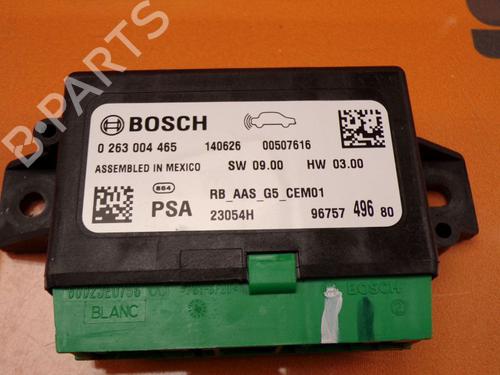 BOSCH
0 263 004 465 140626 00507616
ASSEMBLED IN MEXICO SW 09.00 HW 03.00
B64 RB_AAS_G5_CEM01
PSA 23054H 96757 496 80
BOSCH
BLANC